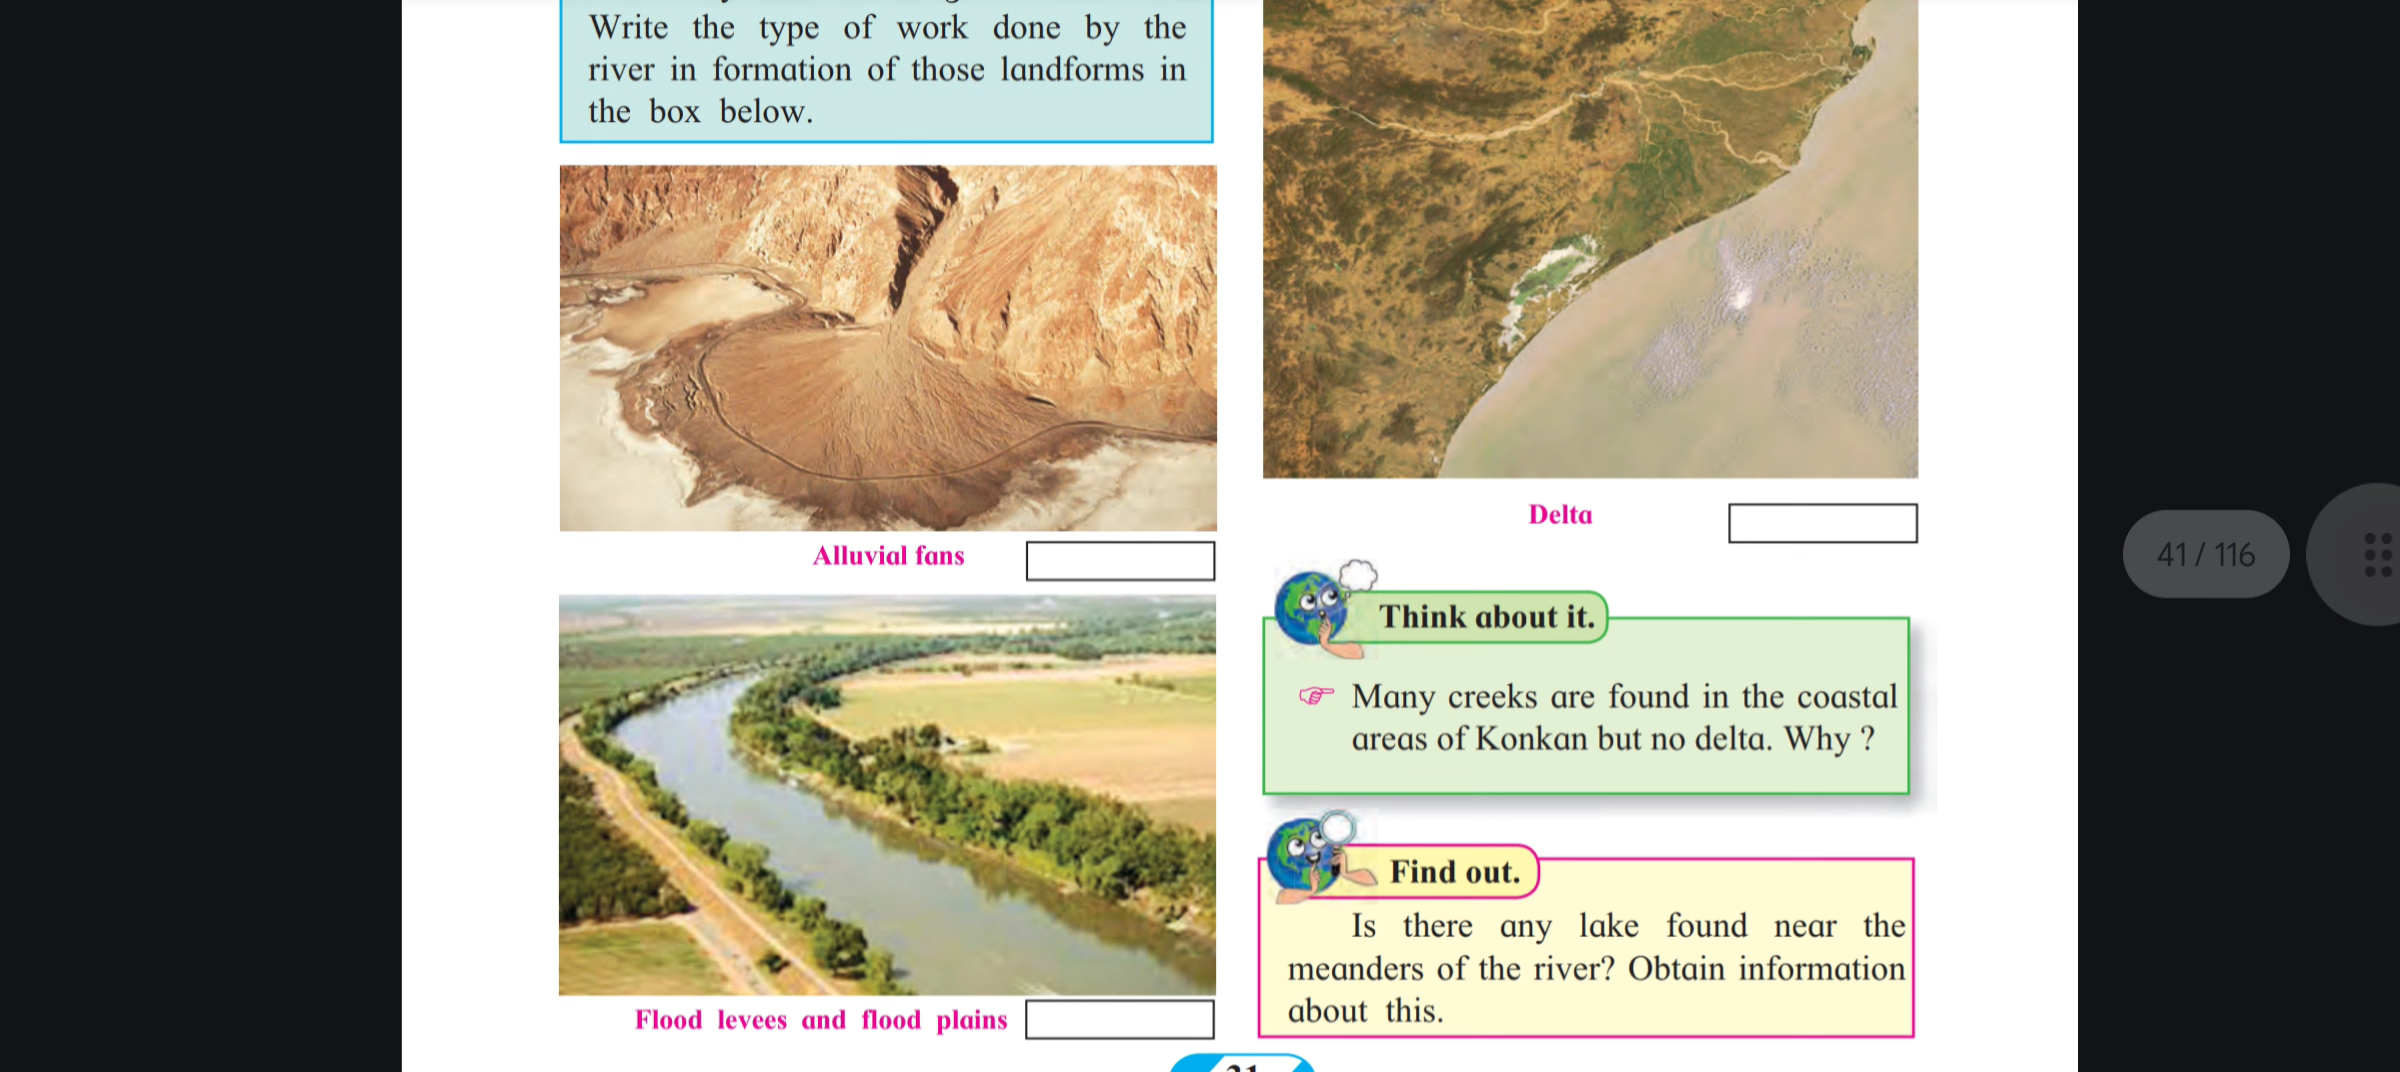 Write the type of work done by the
river in formation of those landforms in
the box below.
Alluvial fans
Flood levees and flood plains
Delta
Think about it.
Many creeks are found in the coastal
areas of Konkan but no delta. Why ?
Find out.
Is there any lake found near the
meanders of the river? Obtain information
about this.
41 / 116